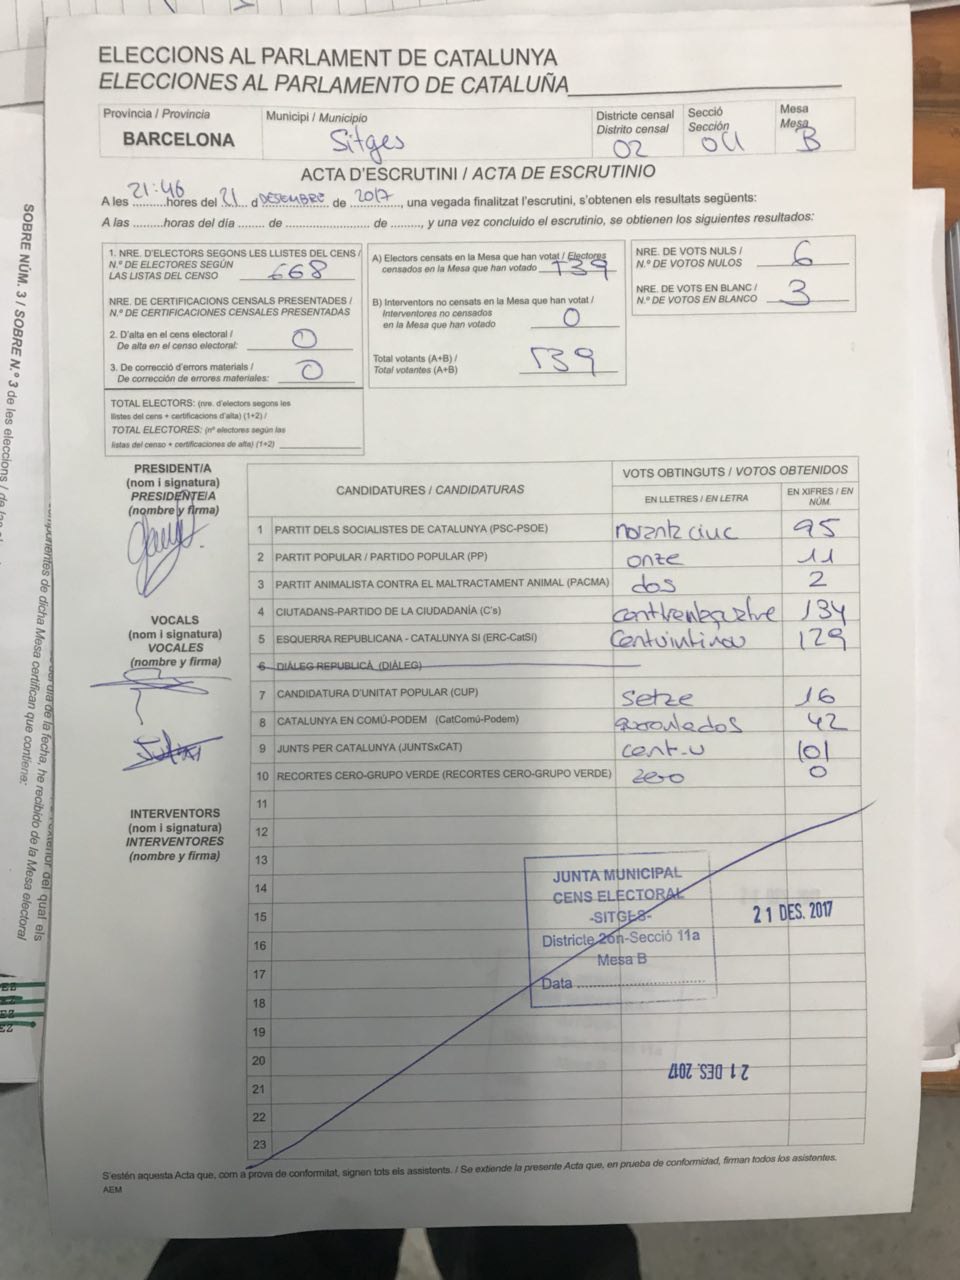 ELECCIONS AL PARLAMENT DE CATALUNYA
ELECCIONES AL PARLAMENTO DE CATALUÑA
Provincia / Provincia
BARCELONA
Municipi / Municipio
Sitges
Districte censal
Distrito censal
02
Secció
Sección
011
Mesa
Mesa
B
ACTA D'ESCRUTINI / ACTA DE ESCRUTINIO
A les 21:46 hores del 21 d DESEMBRE de 2017, una vegada finalitzat l'escrutini, s'obtenen els resultats següents:
A las .......... horas del día ....... de ..................... de ........, y una vez concluido el escrutinio, se obtienen los siguientes resultados:
1. NRE. D'ELECTORS SEGONS LES LLISTES DEL CENS /
N.º DE ELECTORES SEGÚN
LAS LISTAS DEL CENSO 668
NRE. DE CERTIFICACIONS CENSALS PRESENTADES /
N.º DE CERTIFICACIONES CENSALES PRESENTADAS
2. D'alta en el cens electoral /
De alta en el censo electoral: 0
3. De correcció d'errors materials /
De corrección de errores materiales: 0
TOTAL ELECTORS: (nre. d'electors segons les
llistes del cens + certificacions d'alta) (1+2) /
TOTAL ELECTORES: (nº electores según las
listas del censo + certificaciones de alta) (1+2)
A) Electors censats en la Mesa que han votat / Electores
censados en la Mesa que han votado 539
B) Interventors no censats en la Mesa que han votat /
Interventores no censados
en la Mesa que han votado 0
Total votants (A+B) /
Total votantes (A+B) 539
NRE. DE VOTS NULS /
N.º DE VOTOS NULOS 6
NRE. DE VOTS EN BLANC /
N.º DE VOTOS EN BLANCO 3
PRESIDENT/A
(nom i signatura)
PRESIDENTE/A
(nombre y firma)
VOCALS
(nom i signatura)
VOCALES
(nombre y firma)
INTERVENTORS
(nom i signatura)
INTERVENTORES
(nombre y firma)
CANDIDATURES / CANDIDATURAS
VOTS OBTINGUTS / VOTOS OBTENIDOS
EN LLETRES / EN LETRA
EN XIFRES / EN NÚM.
1 PARTIT DELS SOCIALISTES DE CATALUNYA (PSC-PSOE) 95
2 PARTIT POPULAR / PARTIDO POPULAR (PP) onze 11
3 PARTIT ANIMALISTA CONTRA EL MALTRACTAMENT ANIMAL (PACMA) dos 2
4 CIUTADANS-PARTIDO DE LA CIUDADANÍA (C's) 134
5 ESQUERRA REPUBLICANA - CATALUNYA SI (ERC-CatSí) 129
6 DIÀLEG REPUBLICÀ (DIÀLEG)
7 CANDIDATURA D'UNITAT POPULAR (CUP) setze 16
8 CATALUNYA EN COMÚ-PODEM (CatComú-Podem) 42
9 JUNTS PER CATALUNYA (JUNTSxCAT) cent-u 101
10 RECORTES CERO-GRUPO VERDE (RECORTES CERO-GRUPO VERDE) zero 0
11
12
13
14
15
16
17
18
19
20
21
22
23
JUNTA MUNICIPAL
CENS ELECTORAL
-SITGES-
Districte 2on-Secció 11a
Mesa B
Data ................................
21 DES. 2017
21 DES. 2017
S'estén aquesta Acta que, com a prova de conformitat, signen tots els assistents. / Se extiende la presente Acta que, en prueba de conformidad, firman todos los asistentes.
AEM
SOBRE NÚM. 3 / SOBRE N.º 3 de les eleccions
componentes de dicha Mesa certifican que contiene:
de la fecha, he recibido de la Mesa electoral